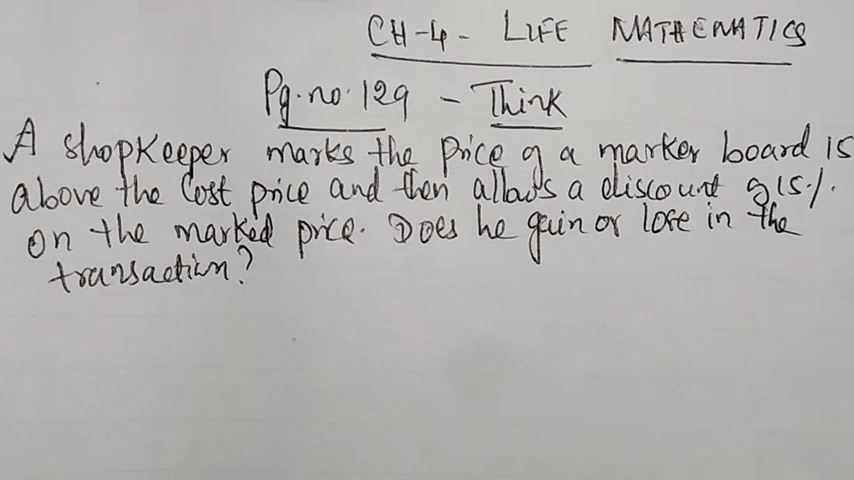 CH-4- LIFE MATHEMATICS
Pg.no.129 - Think
A shopkeeper marks the price of a marker board 15
above the cost price and then allows a discount of 15%.
on the marked price. Does he gain or lose in the
transaction?